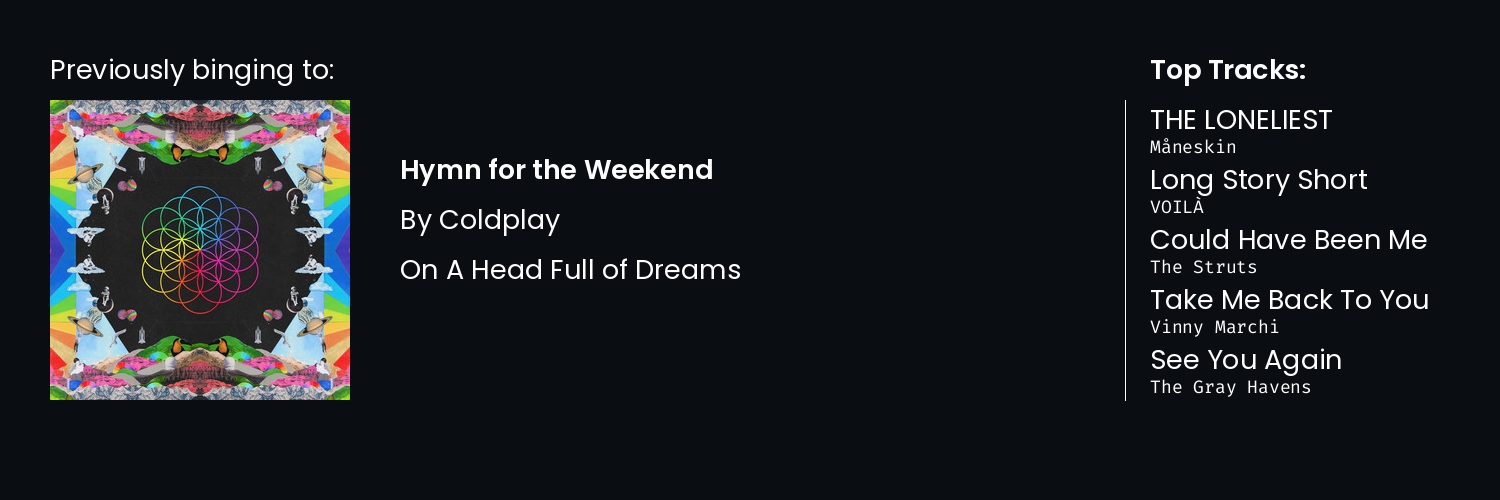 Previously binging to:
Hymn for the Weekend
By Coldplay
On A Head Full of Dreams
Top Tracks:
THE LONELIEST
Måneskin
Long Story Short
VOILÀ
Could Have Been Me
The Struts
Take Me Back To You
Vinny Marchi
See You Again
The Gray Havens